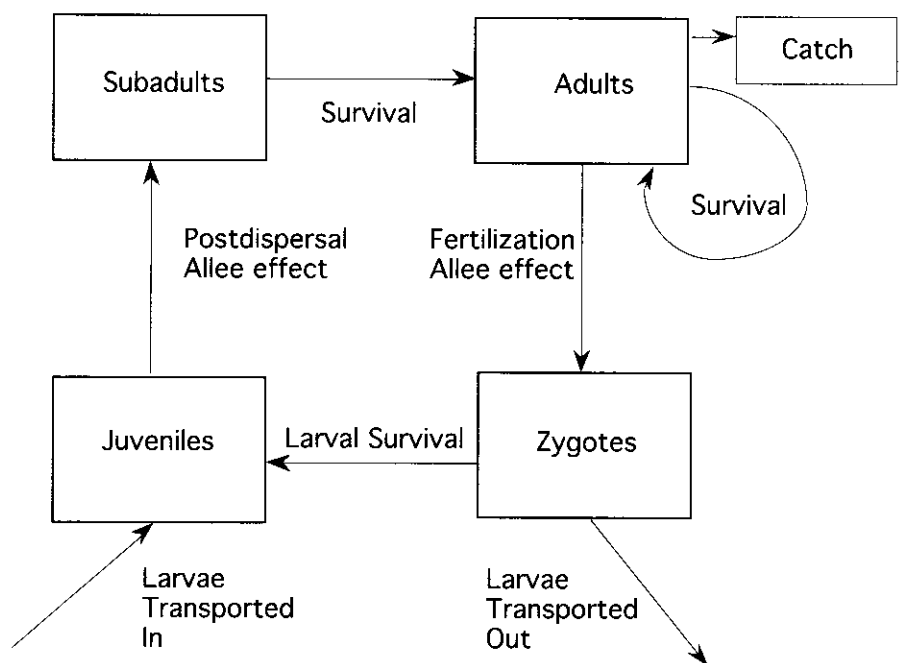 Subadults
Survival
Adults
Catch
Survival
Postdispersal
Allee effect
Fertilization
Allee effect
Juveniles
Larval Survival
Zygotes
Larvae
Transported
In
Larvae
Transported
Out